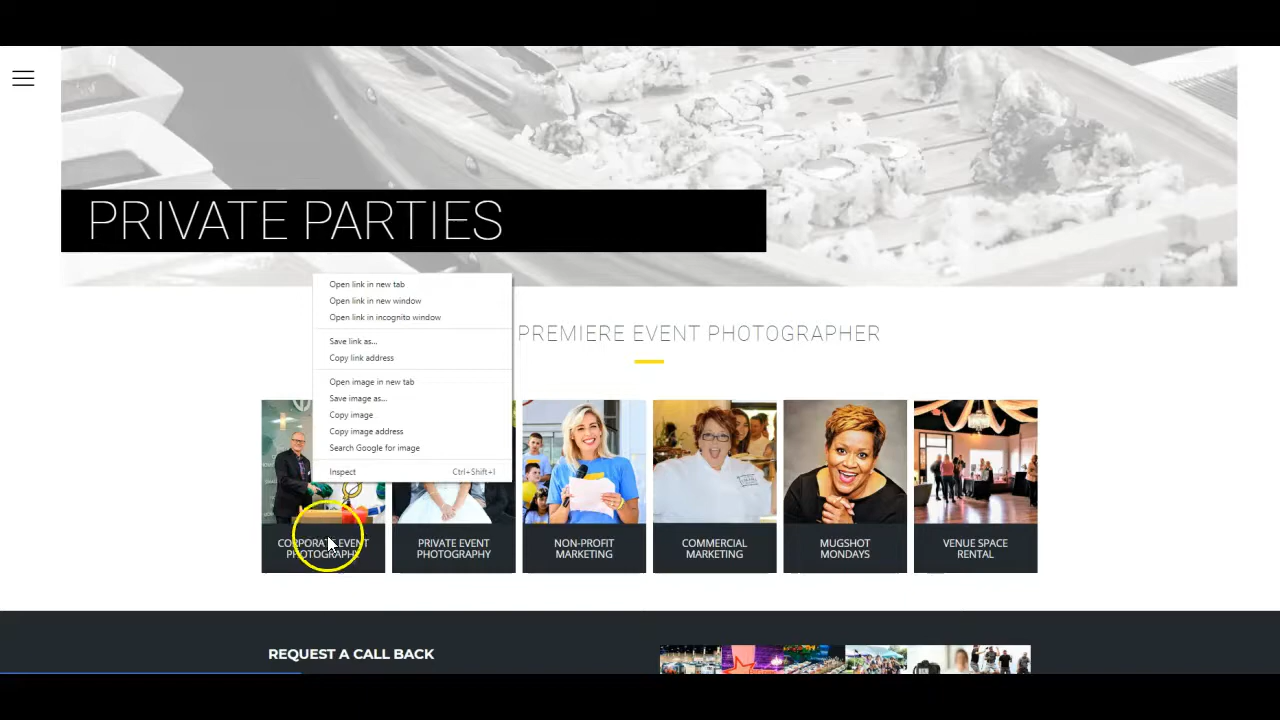 PRIVATE PARTIES
Open link in new tab
Open link in new window
Open link in incognito window
Save link as...
Copy link address
Open image in new tab
Save image as...
Copy image
Copy image address
Search Google for image
Inspect Ctrl+Shift+I
PREMIERE EVENT PHOTOGRAPHER
CORPORATE EVENT
PHOTOGRAPHY
PRIVATE EVENT
PHOTOGRAPHY
NON-PROFIT
MARKETING
COMMERCIAL
MARKETING
MUGSHOT
MONDAYS
VENUE SPACE
RENTAL
REQUEST A CALL BACK